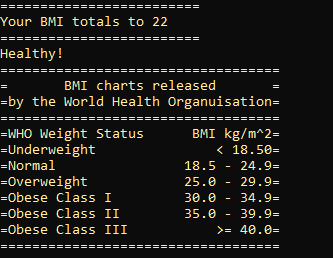 =========================
Your BMI totals to 22
=========================
Healthy!
===================================
=       BMI charts released       =
=by the World Health Organuisation=
===================================
=WHO Weight Status      BMI kg/m^2=
=Underweight               < 18.50=
=Normal                18.5 - 24.9=
=Overweight            25.0 - 29.9=
=Obese Class I         30.0 - 34.9=
=Obese Class II        35.0 - 39.9=
=Obese Class III           >= 40.0=
===================================